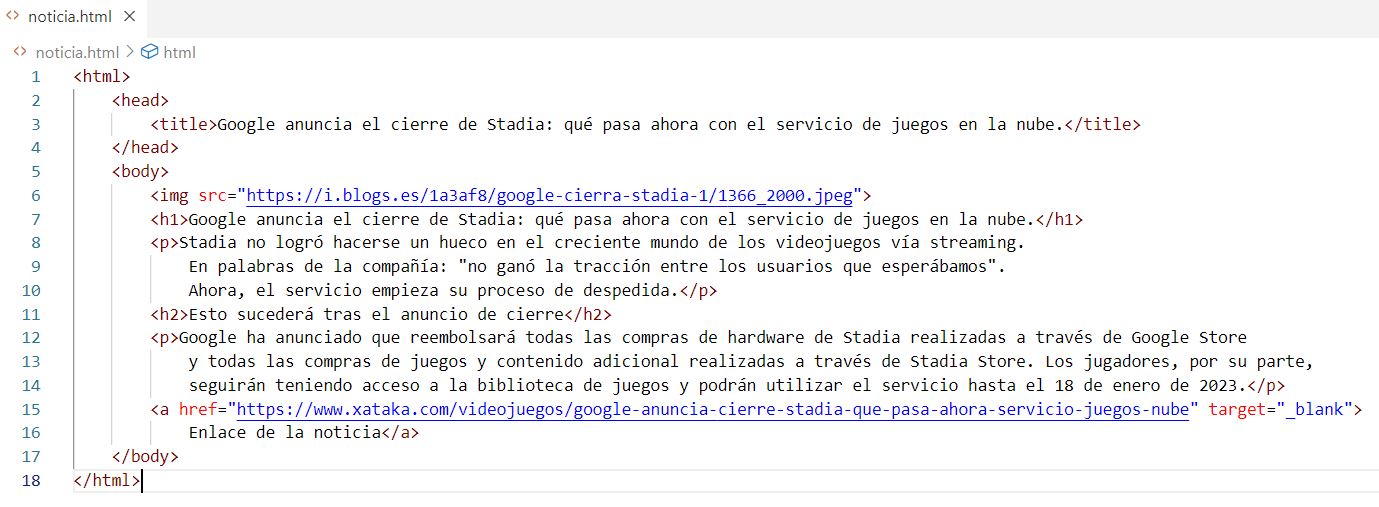 noticia.html
noticia.html > html
1 <html>
2 <head>
3 <title>Google anuncia el cierre de Stadia: qué pasa ahora con el servicio de juegos en la nube.</title>
4 </head>
5 <body>
6 <img src="https://i.blogs.es/1a3af8/google-cierra-stadia-1/1366_2000.jpeg">
7 <h1>Google anuncia el cierre de Stadia: qué pasa ahora con el servicio de juegos en la nube.</h1>
8 <p>Stadia no logró hacerse un hueco en el creciente mundo de los videojuegos vía streaming.
9 En palabras de la compañía: "no ganó la tracción entre los usuarios que esperábamos".
10 Ahora, el servicio empieza su proceso de despedida.</p>
11 <h2>Esto sucederá tras el anuncio de cierre</h2>
12 <p>Google ha anunciado que reembolsará todas las compras de hardware de Stadia realizadas a través de Google Store
13 y todas las compras de juegos y contenido adicional realizadas a través de Stadia Store. Los jugadores, por su parte,
14 seguirán teniendo acceso a la biblioteca de juegos y podrán utilizar el servicio hasta el 18 de enero de 2023.</p>
15 <a href="https://www.xataka.com/videojuegos/google-anuncia-cierre-stadia-que-pasa-ahora-servicio-juegos-nube" target="_blank">
16 Enlace de la noticia</a>
17 </body>
18 </html>